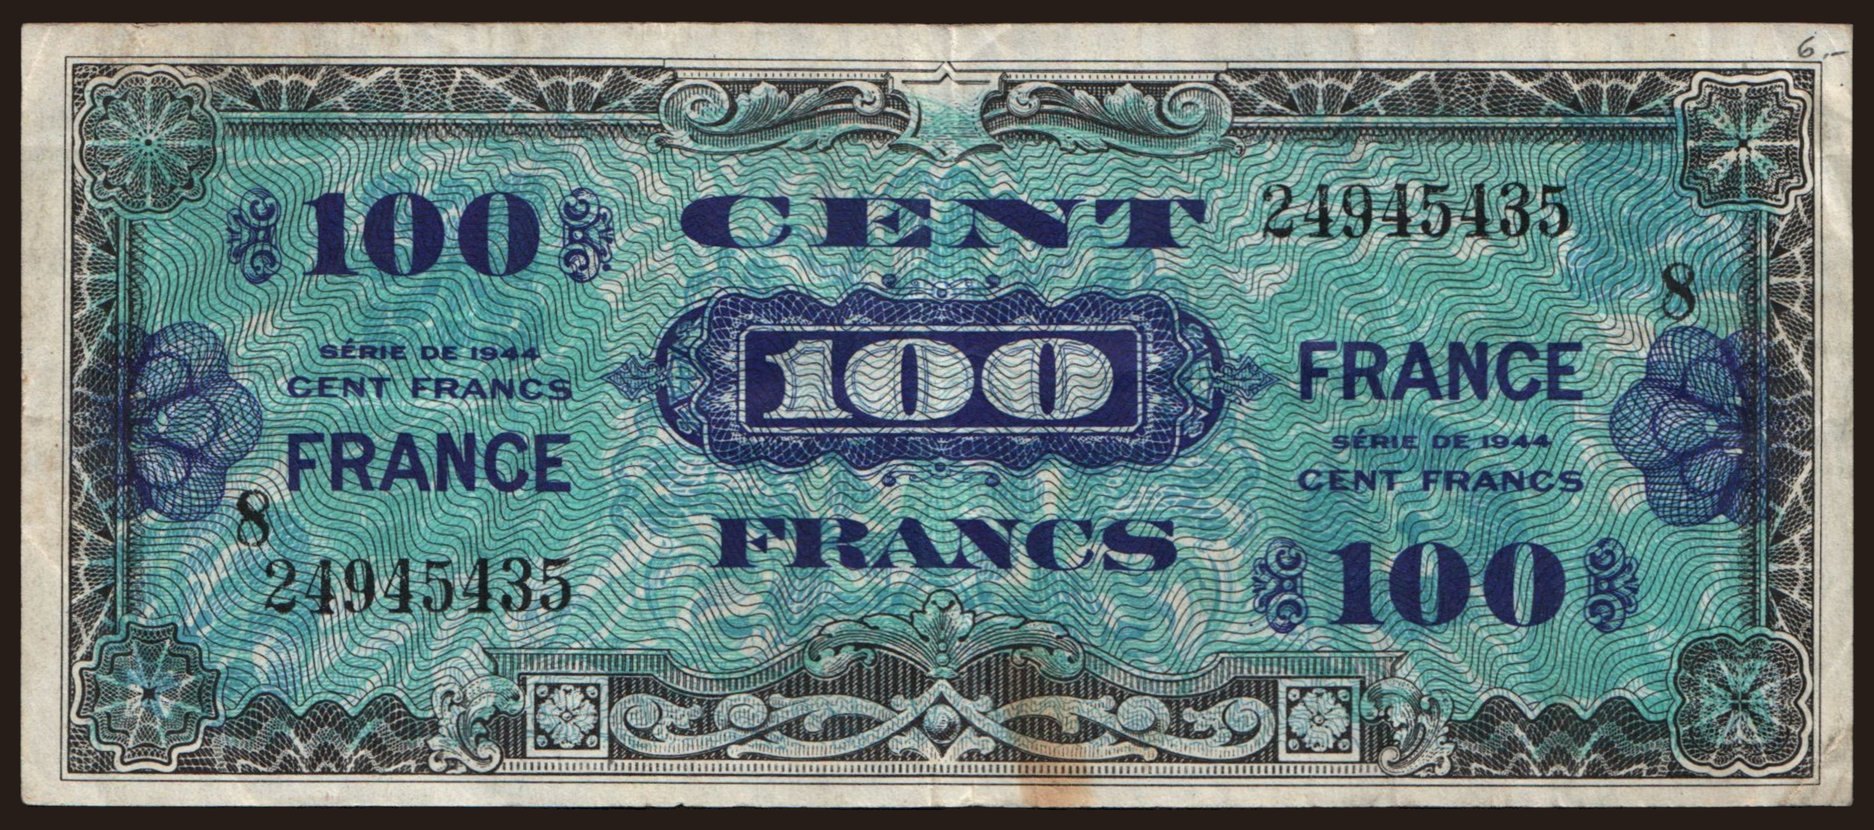 6.-
100 CENT 24945435
8
SÉRIE DE 1944
CENT FRANCS
FRANCE
100
FRANCE
SÉRIE DE 1944
CENT FRANCS
8
24945435
FRANCS
100